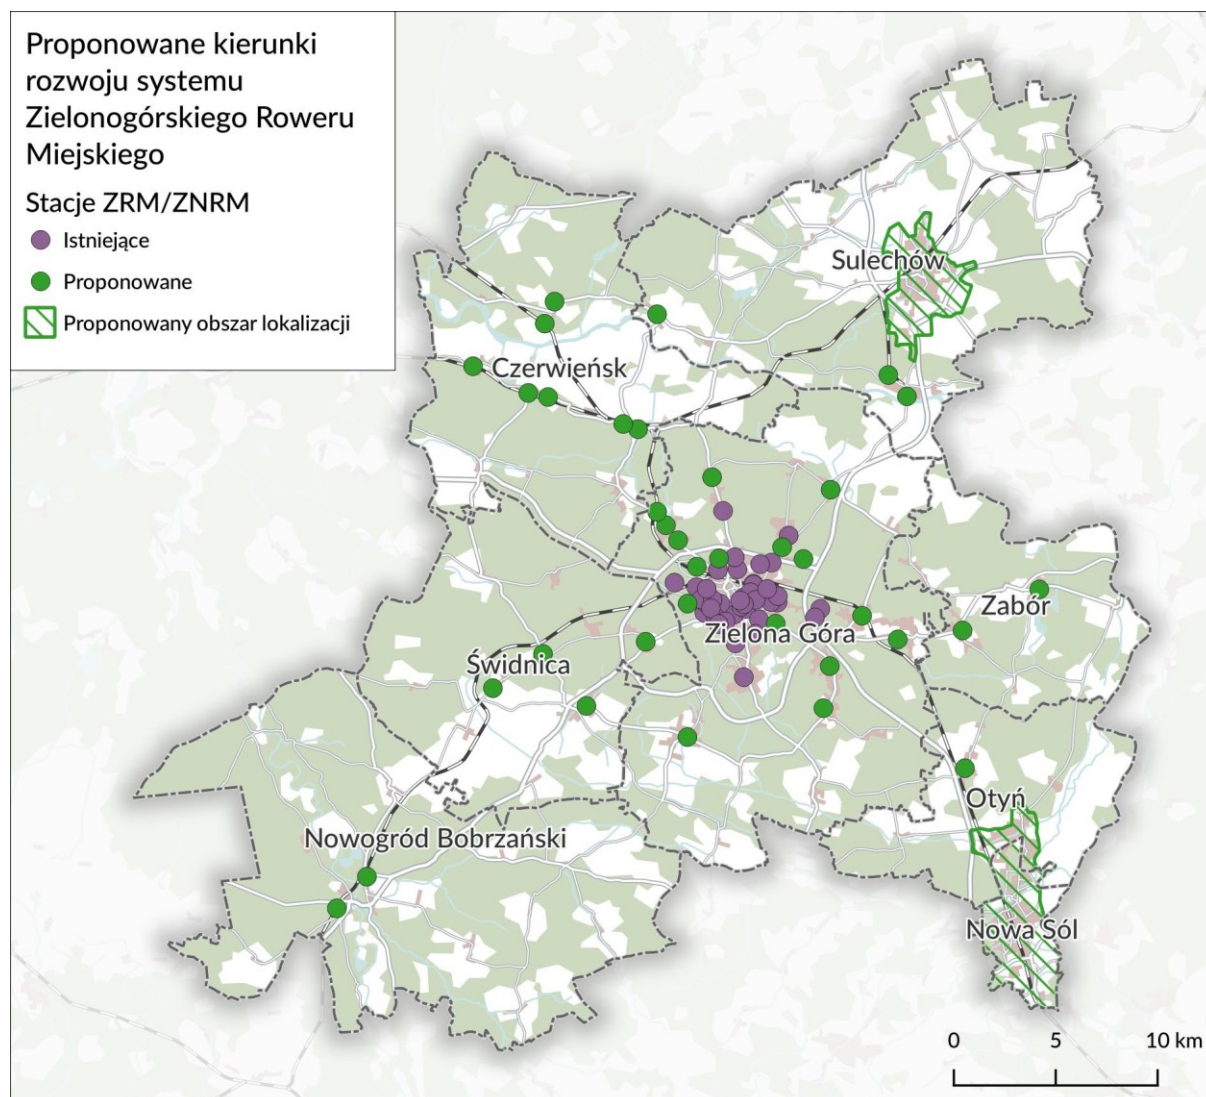 Proponowane kierunki
rozwoju systemu
Zielonogórskiego Roweru
Miejskiego
Stacje ZRM/ZNRM
Istniejące
Proponowane
Proponowany obszar lokalizacji
Sulechów
Czerwieńsk
Zabór
Zielona Góra
Świdnica
Otyń
Nowogród Bobrzański
Nowa Sól
0 5 10 km